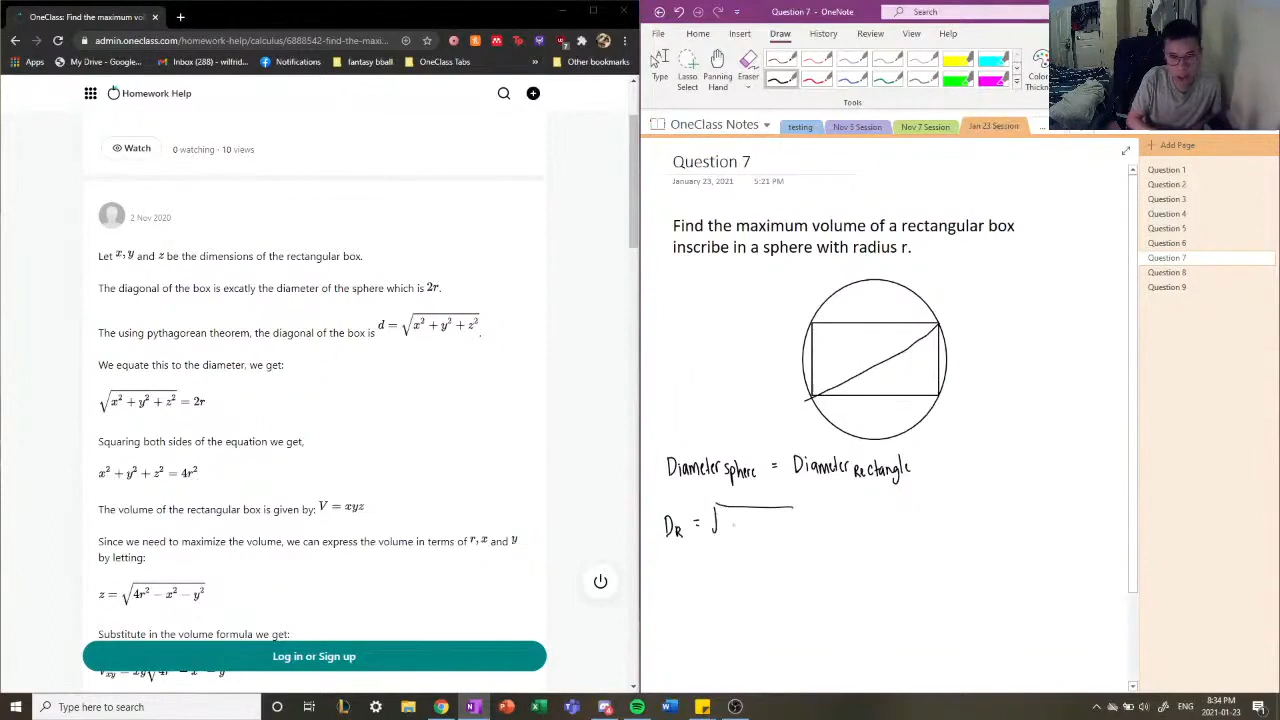 OneClass: Find the maximum vol
admin.oneclass.com/homework-help/calculus/6888542-find-the-maxi...
Apps
My Drive - Google D
Inbox (288) - wilfrid
Notion
fantasy bball
OneClass Tabs
»
Other bookmarks
Homework Help
Watch
0 watching · 10 views
2 Nov 2020
Let x, y and z be the dimensions of the rectangular box.
The diagonal of the box is excatly the diameter of the sphere which is 2r.
The using pythagorean theorem, the diagonal of the box is d = √(x² + y² + z²).
We equate this to the diameter, we get:
√(x² + y² + z²) = 2r
Squaring both sides of the equation we get,
x² + y² + z² = 4r²
The volume of the rectangular box is given by: V = xyz
Since we need to maximize the volume, we can express the volume in terms of r, x and y
by letting:
z = √(4r² − x² − y²)
Substitute in the volume formula we get:
Log in or Sign up
Question 7 - OneNote
Search
File
Home
Insert
Draw
History
Review
View
Help
Type
Lasso
Select
Panning
Hand
Eraser
Color
Thickn
Tools
OneClass Notes
testing
Nov 5 Session
Nov 7 Session
Jan 23 Session
...
Add Page
Question 7
January 23, 2021
5:21 PM
Question 1
Question 2
Question 3
Question 4
Question 5
Question 6
Question 7
Question 8
Question 9
Find the maximum volume of a rectangular box
inscribe in a sphere with radius r.
Diameter sphere = Diameter Rectangle
D_R = √
Type here to search
8:34 PM
2021-01-23